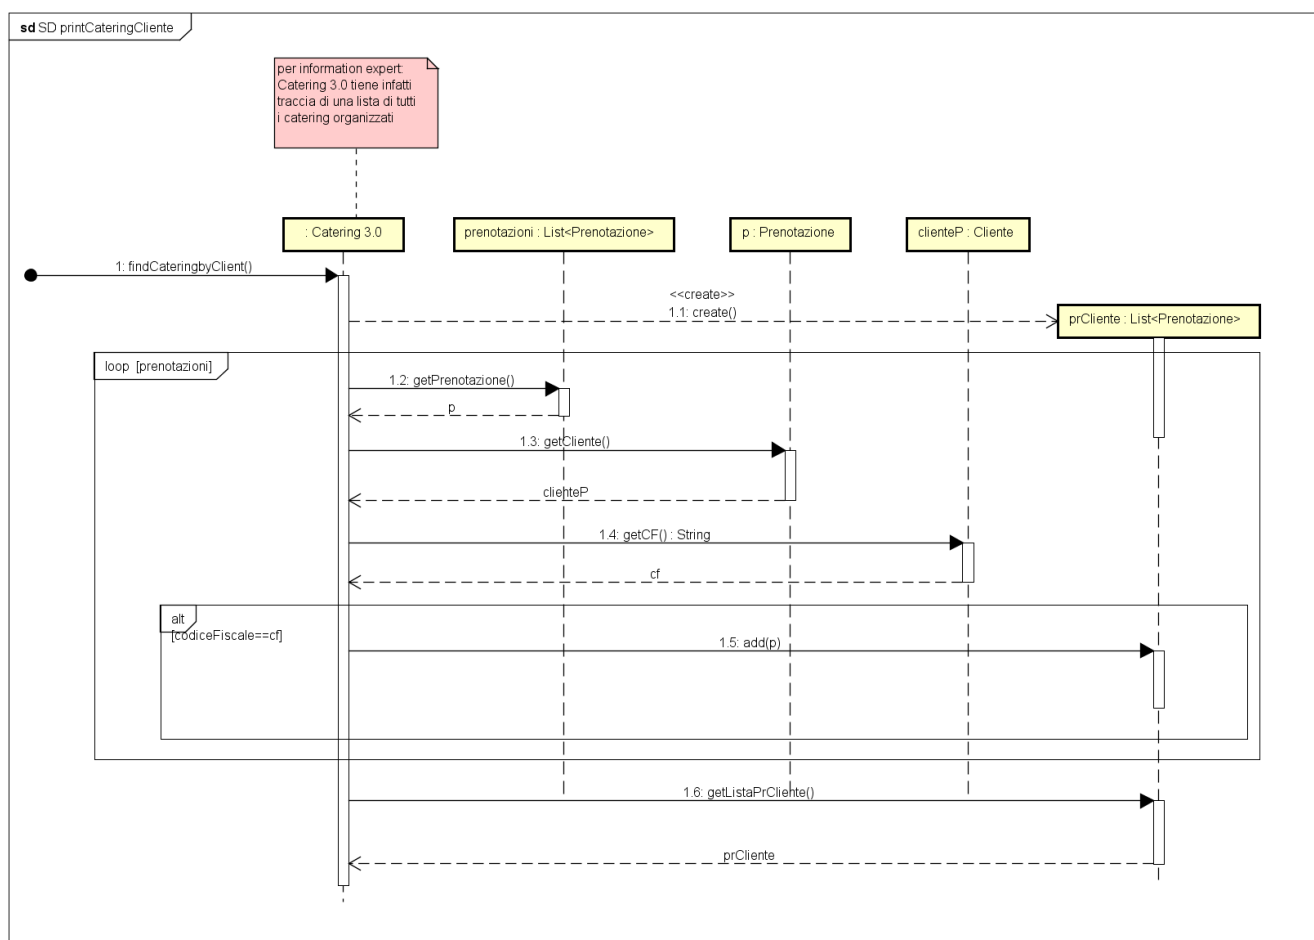 sd SD printCateringCliente
per information expert:
Catering 3.0 tiene infatti
traccia di una lista di tutti
i catering organizzati
: Catering 3.0
prenotazioni : List<Prenotazione>
p : Prenotazione
clienteP : Cliente
1: findCateringbyClient()
<<create>>
1.1: create()
prCliente : List<Prenotazione>
loop [prenotazioni]
1.2: getPrenotazione()
p
1.3: getCliente()
clienteP
1.4: getCF() : String
cf
alt
[codiceFiscale==cf]
1.5: add(p)
1.6: getListaPrCliente()
prCliente